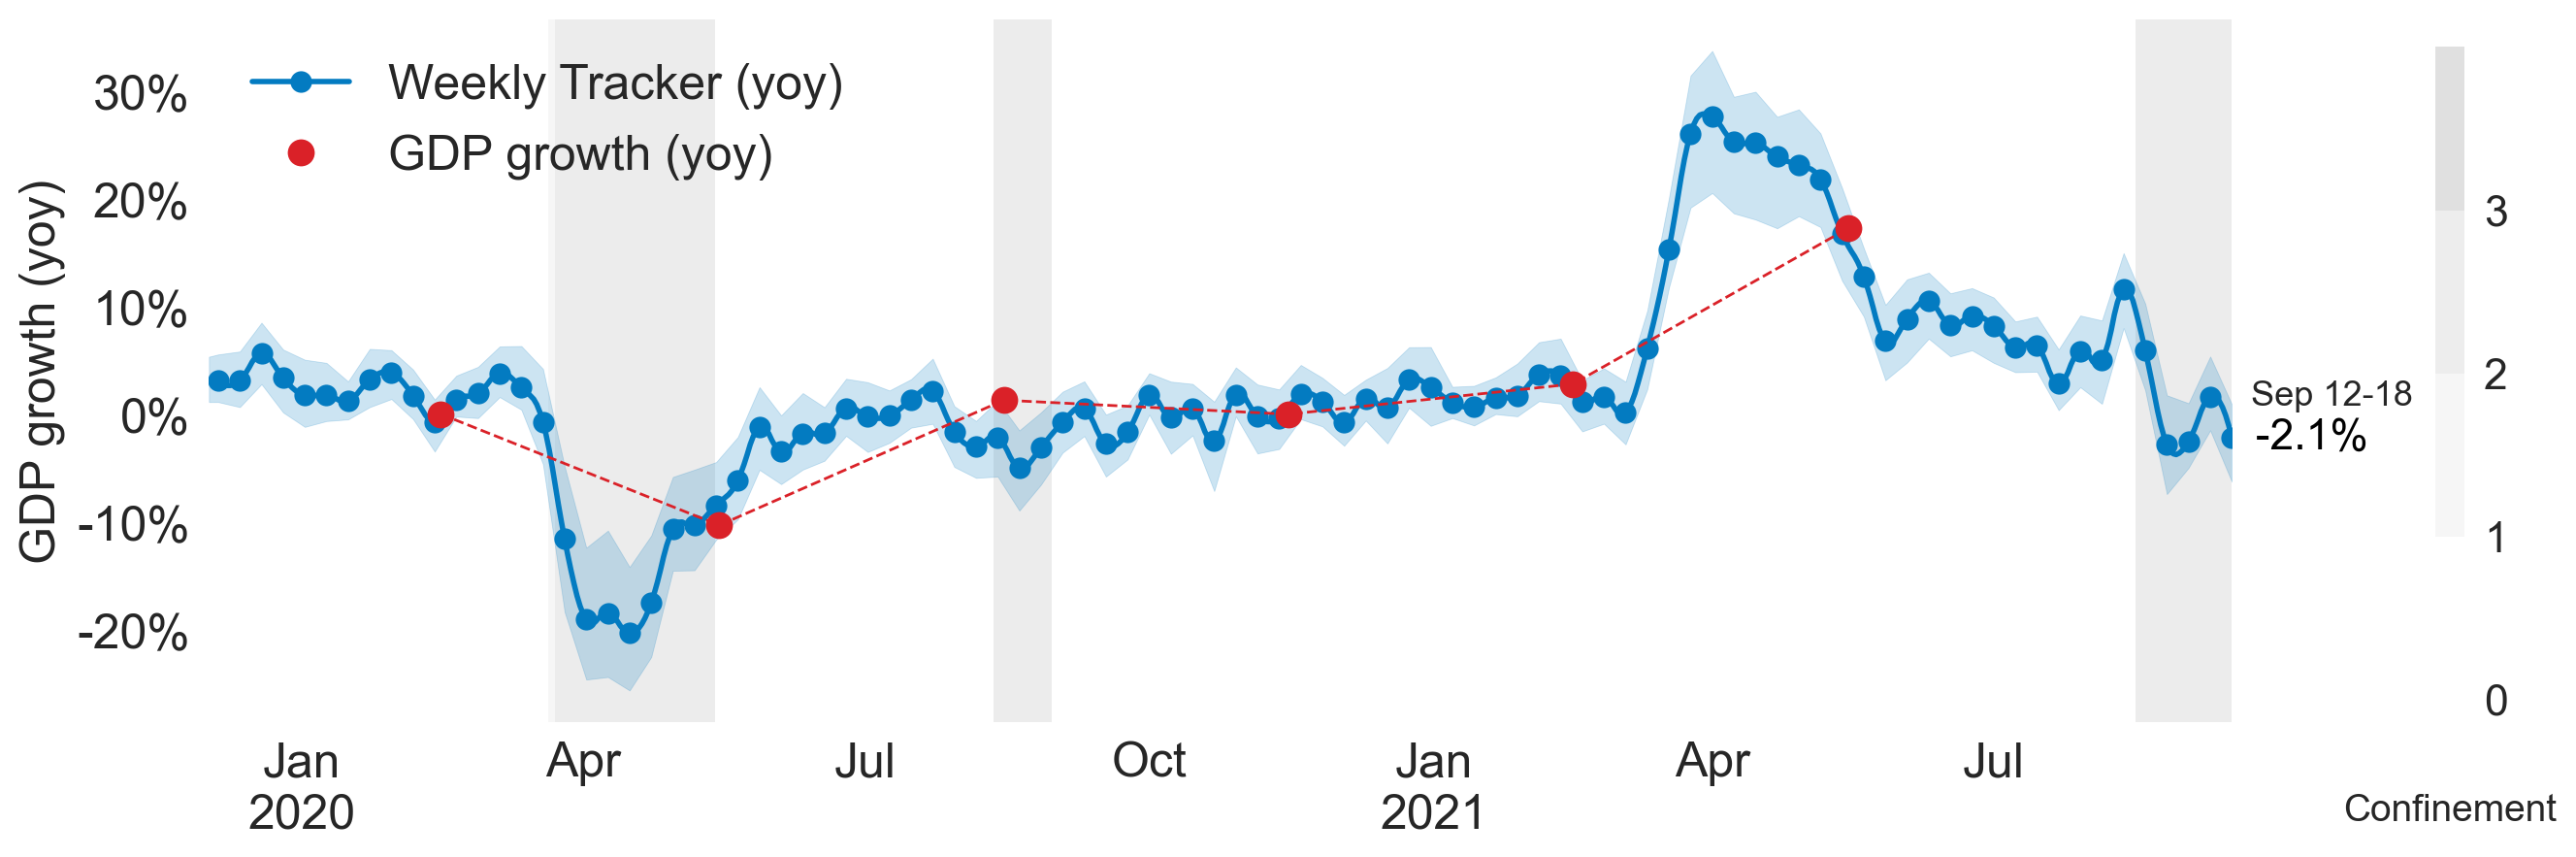 Weekly Tracker (yoy)
GDP growth (yoy)
GDP growth (yoy)
30%
20%
10%
0%
-10%
-20%
Jan
2020
Apr
Jul
Oct
Jan
2021
Apr
Jul
Sep 12-18
-2.1%
3
2
1
0
Confinement